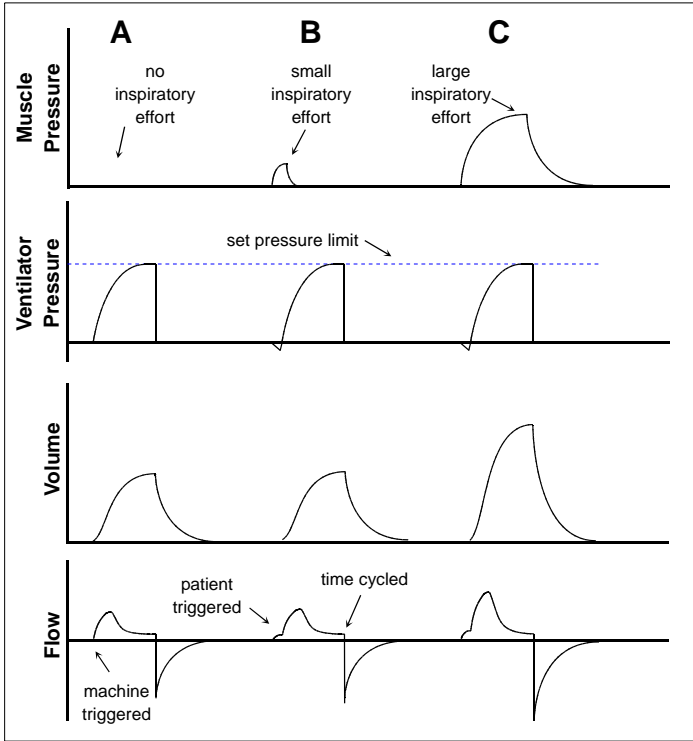 A
B
C
no
inspiratory
effort
small
inspiratory
effort
large
inspiratory
effort
Muscle
Pressure
set pressure limit
Ventilator
Pressure
Volume
patient
triggered
time cycled
Flow
machine
triggered